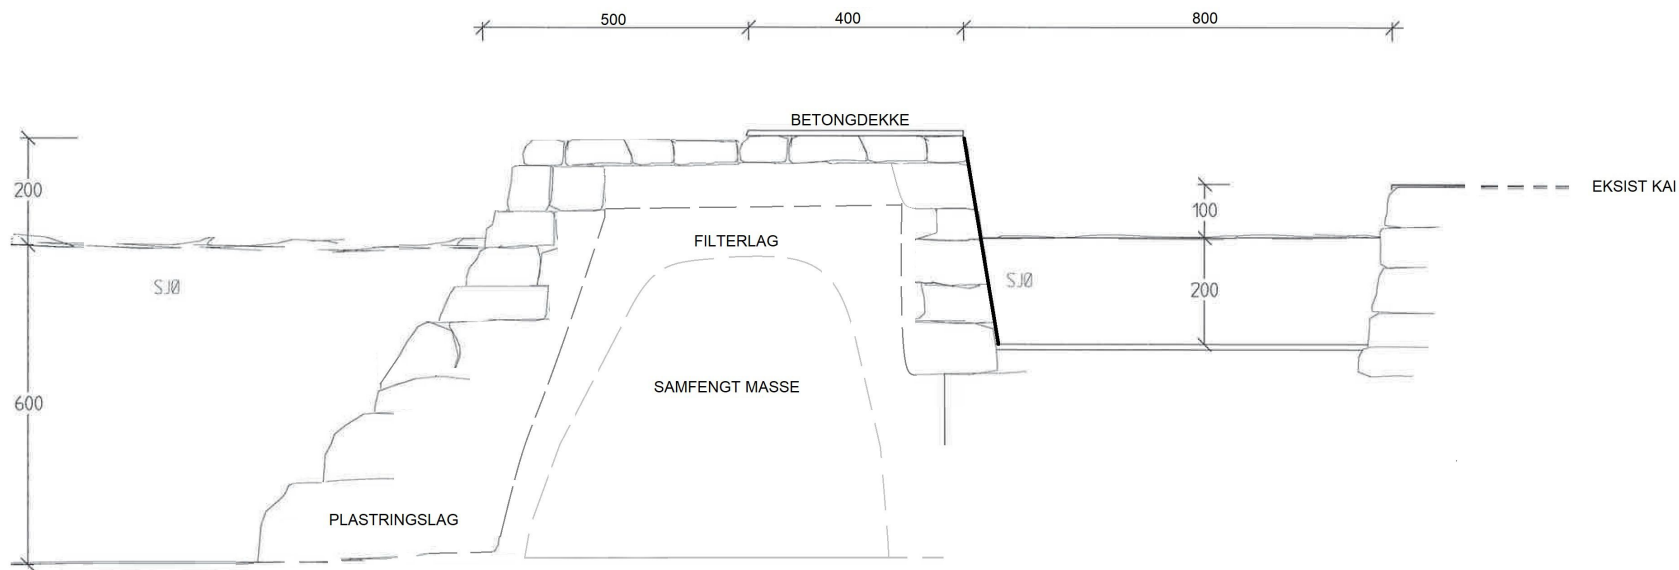 500
400
800
BETONGDEKKE
200
100
EKSIST KAI
FILTERLAG
SJØ
SJØ
200
SAMFENGT MASSE
600
PLASTRINGSLAG